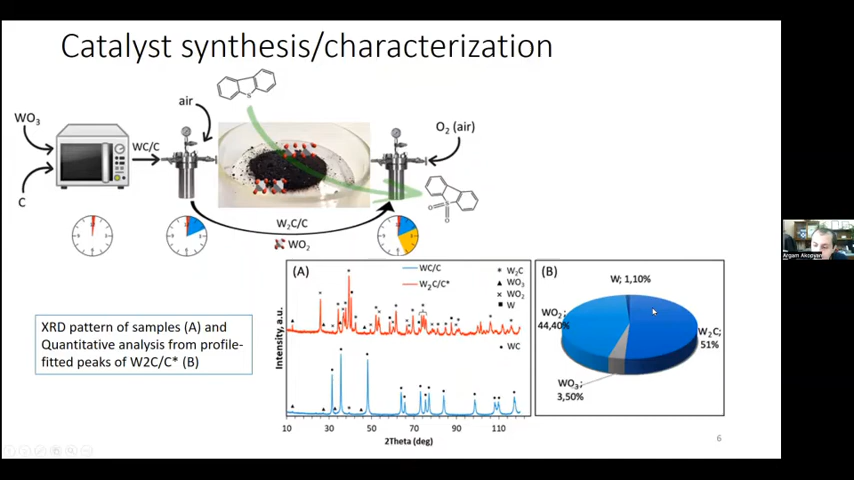 Catalyst synthesis/characterization
S
air
WO3
O2 (air)
WC/C
C
O
S
O
W2C/C
WO2
XRD pattern of samples (A) and
Quantitative analysis from profile-
fitted peaks of W2C/C* (B)
(A)
WC/C
W2C/C*
* W2C
▲ WO3
× WO2
■ W
• WC
Intensity, a.u.
10 30 50 70 90 110
2Theta (deg)
(B)
W; 1,10%
WO2;
44,40%
W2C;
51%
WO3;
3,50%
6
Argam Akopyan